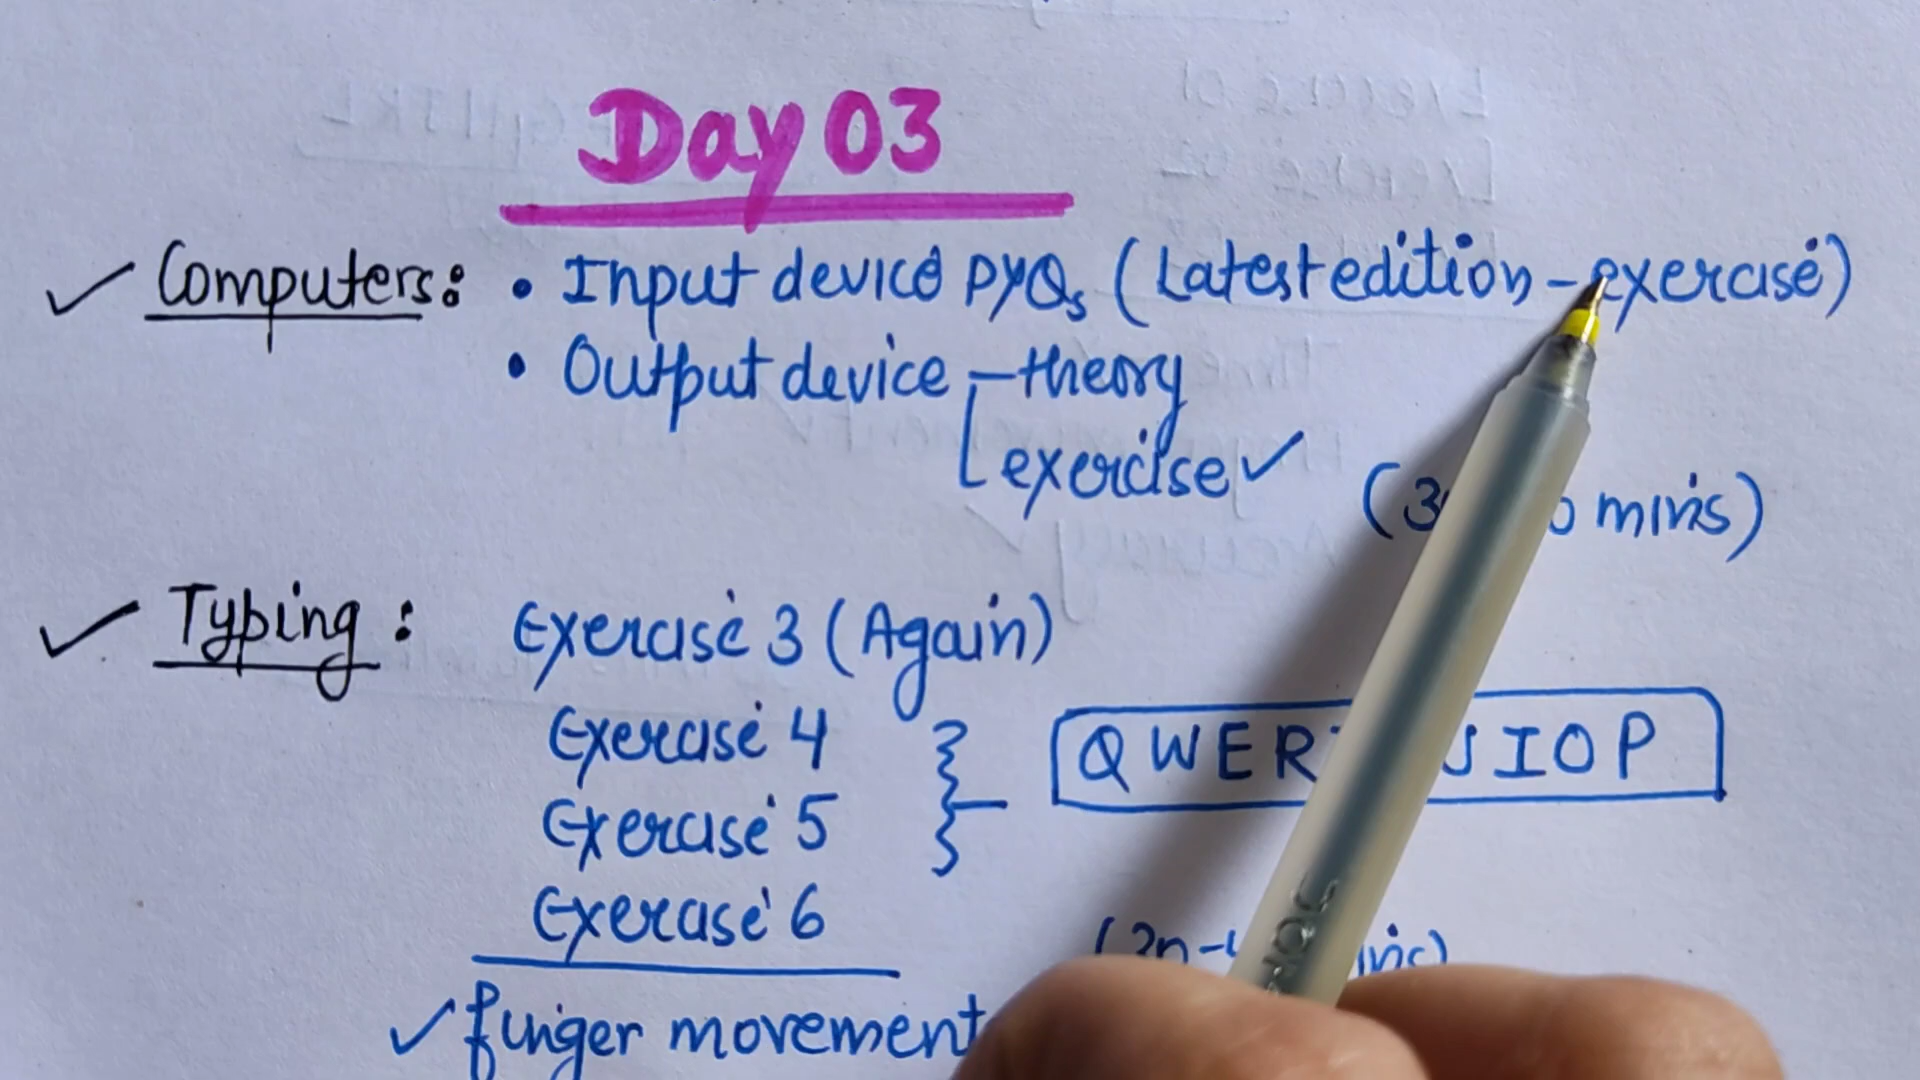 Day 03
✓ Computers: • Input device PYQs (Latest edition - exercise)
• Output device - theory
exercise ✓
mins)
✓ Typing: Exercise 3 (Again)
Exercise 4
Exercise 5
Exercise 6
✓ finger movement